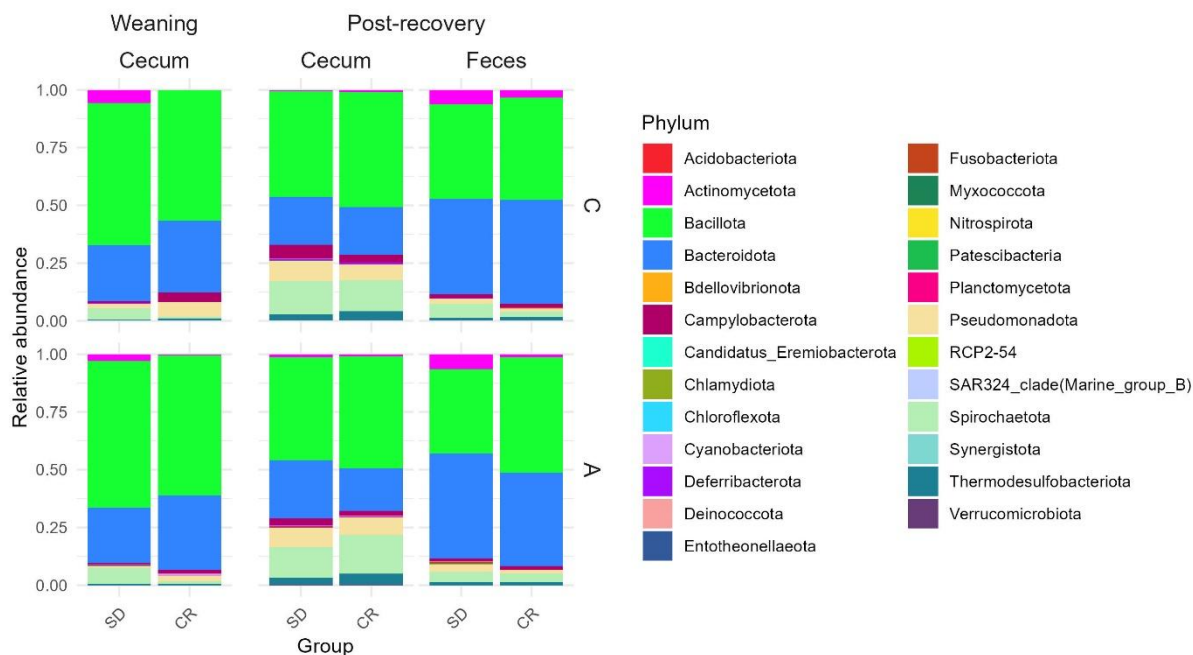 Weaning
Post-recovery
Cecum
Cecum
Feces
Relative abundance
1.00
0.75
0.50
0.25
0.00
C
Relative abundance
1.00
0.75
0.50
0.25
0.00
A
SD
CR
SD
CR
SD
CR
Group
Phylum
Acidobacteriota
Actinomycetota
Bacillota
Bacteroidota
Bdellovibrionota
Campylobacterota
Candidatus_Eremiobacterota
Chlamydiota
Chloroflexota
Cyanobacteriota
Deferribacterota
Deinococcota
Entotheonellaeota
Fusobacteriota
Myxococcota
Nitrospirota
Patescibacteria
Planctomycetota
Pseudomonadota
RCP2-54
SAR324_clade(Marine_group_B)
Spirochaetota
Synergistota
Thermodesulfobacteriota
Verrucomicrobiota